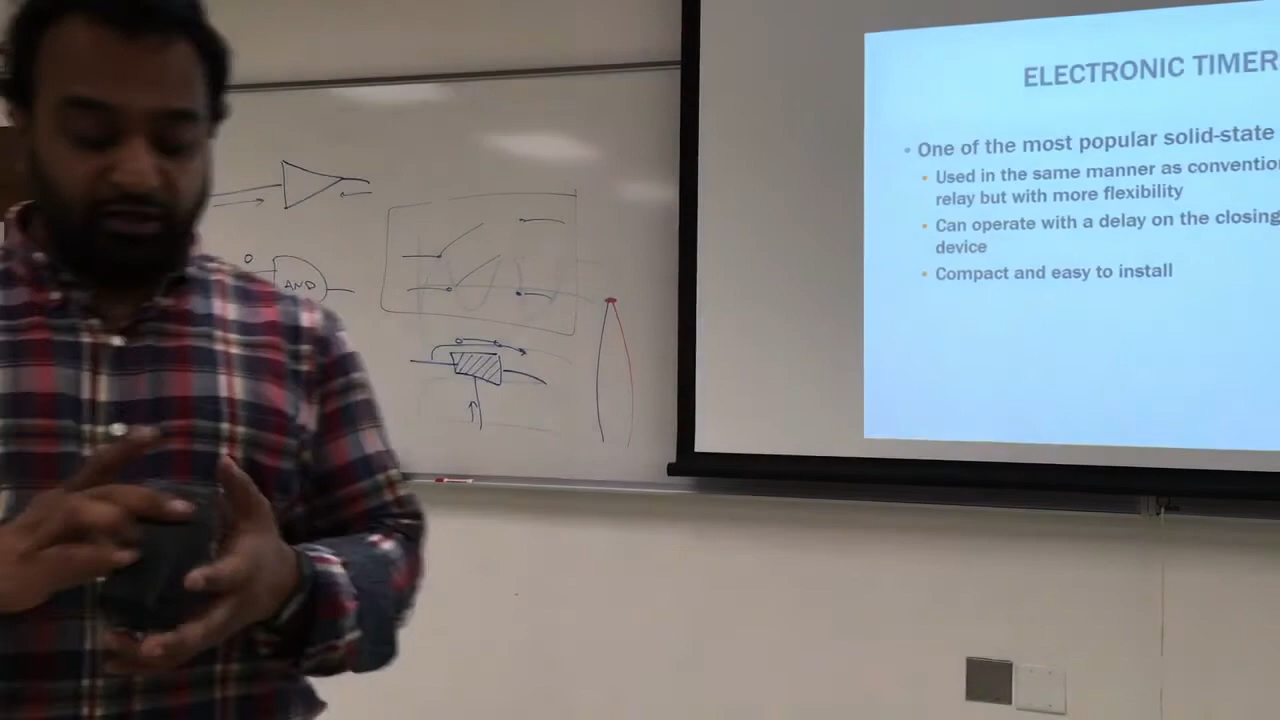 ELECTRONIC TIMER
• One of the most popular solid-state
• Used in the same manner as
relay but with more flexibility
• Can operate with a delay on the closing
device
• Compact and easy to install
0
AND